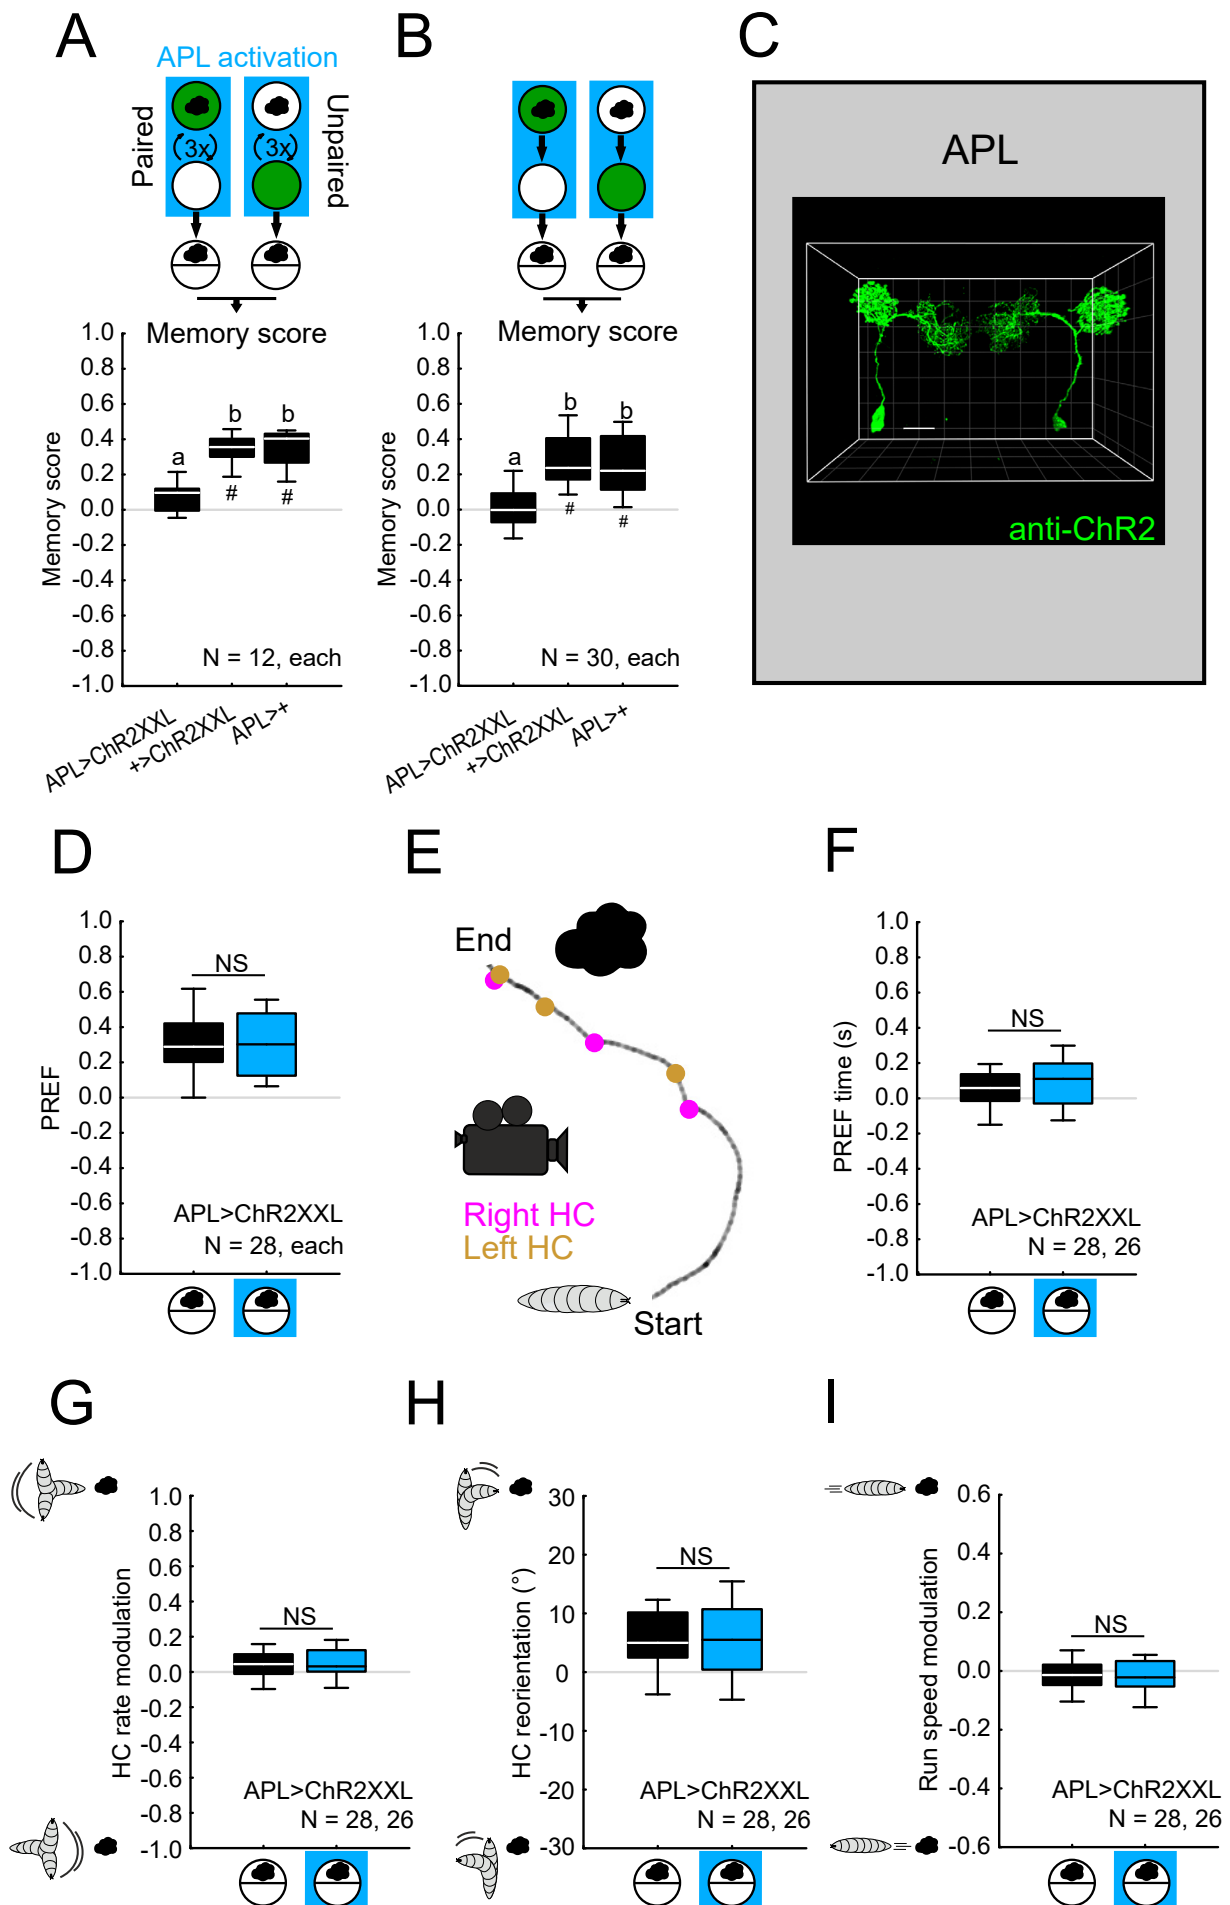 A
APL activation
Paired
3x
3x
Unpaired
Memory score
Memory score
1.0
0.8
0.6
0.4
0.2
0.0
-0.2
-0.4
-0.6
-0.8
-1.0
a
b
b
#
#
N = 12, each
APL>ChR2XXL
+>ChR2XXL
APL>+
B
Memory score
Memory score
1.0
0.8
0.6
0.4
0.2
0.0
-0.2
-0.4
-0.6
-0.8
-1.0
a
b
b
#
#
N = 30, each
APL>ChR2XXL
+>ChR2XXL
APL>+
C
APL
anti-ChR2
D
PREF
1.0
0.8
0.6
0.4
0.2
0.0
-0.2
-0.4
-0.6
-0.8
-1.0
NS
APL>ChR2XXL
N = 28, each
E
End
Right HC
Left HC
Start
F
PREF time (s)
1.0
0.8
0.6
0.4
0.2
0.0
-0.2
-0.4
-0.6
-0.8
-1.0
NS
APL>ChR2XXL
N = 28, 26
G
HC rate modulation
1.0
0.8
0.6
0.4
0.2
0.0
-0.2
-0.4
-0.6
-0.8
-1.0
NS
APL>ChR2XXL
N = 28, 26
H
HC reorientation (°)
30
20
10
0
-10
-20
-30
NS
APL>ChR2XXL
N = 28, 26
I
Run speed modulation
0.6
0.4
0.2
-0.0
-0.2
-0.4
-0.6
NS
APL>ChR2XXL
N = 28, 26